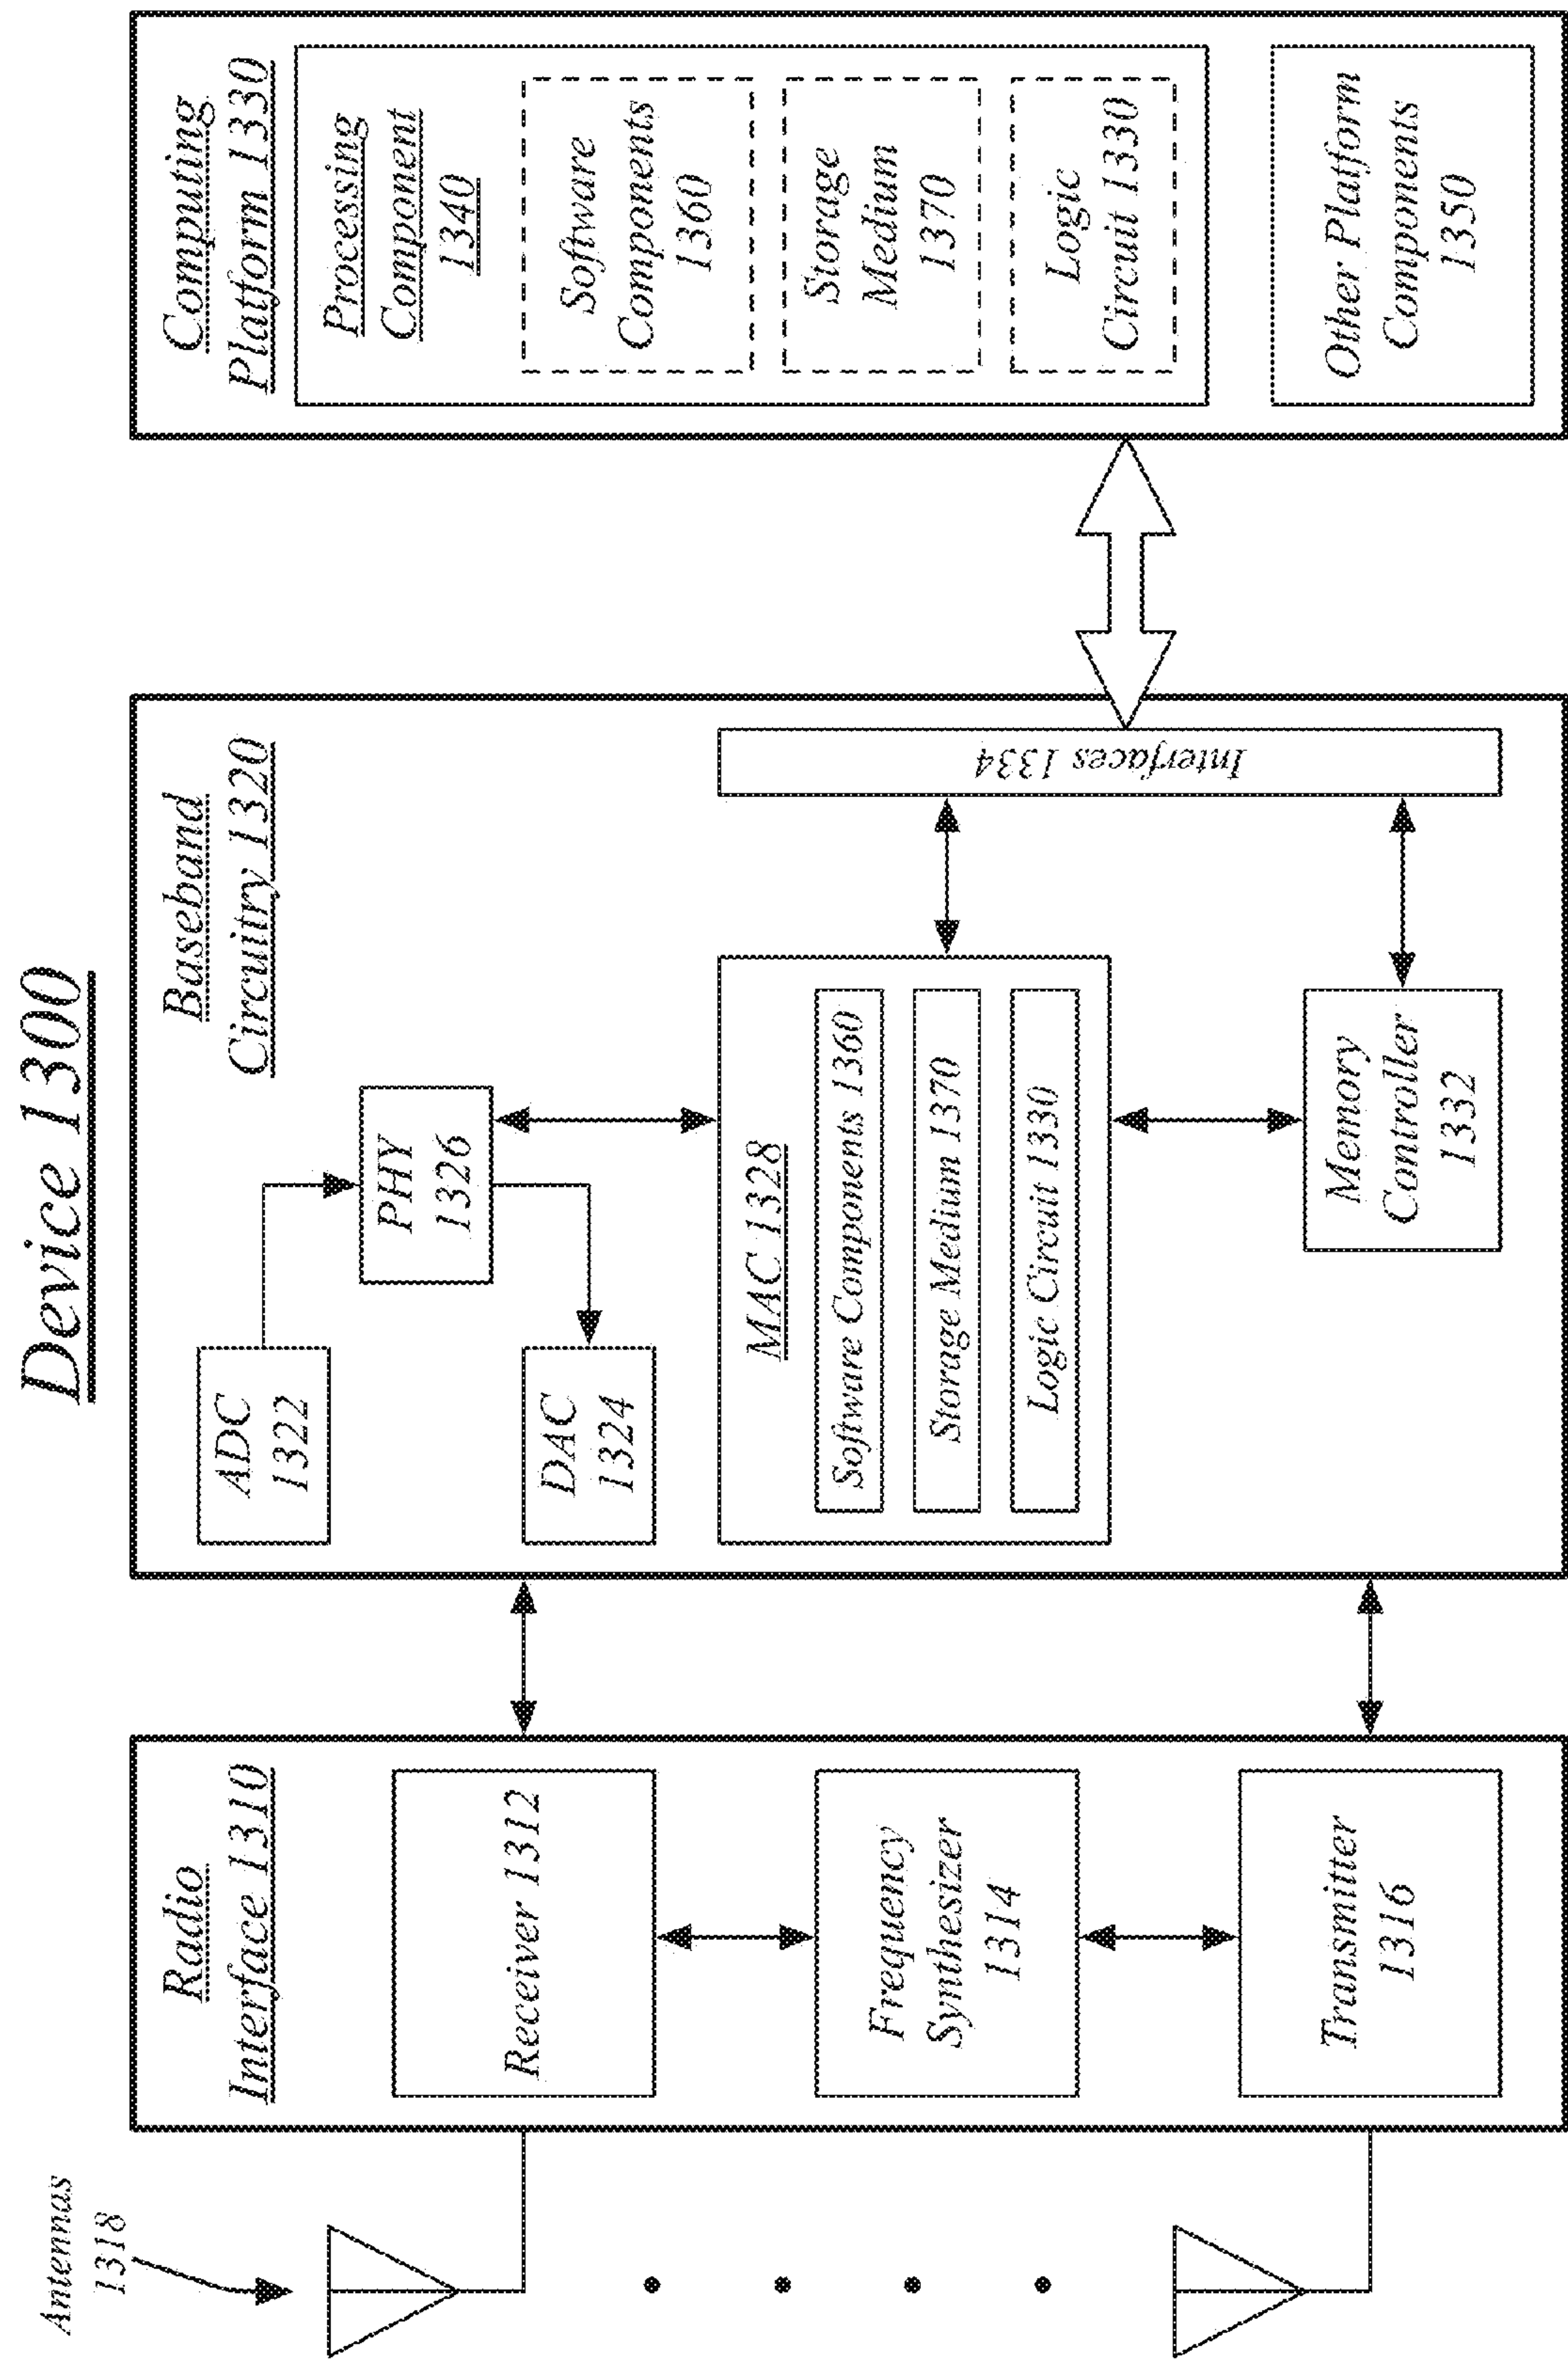 Device 1300
Antennas
1318
Radio
Interface 1310
Receiver 1312
Frequency
Synthesizer
1314
Transmitter
1316
Baseband
Circuitry 1320
ADC
1322
PHY
1326
DAC
1324
MAC 1328
Software Components 1360
Storage Medium 1370
Logic Circuit 1330
Memory
Controller
1332
Interfaces 1334
Computing
Platform 1330
Processing
Component
1340
Software
Components
1360
Storage
Medium
1370
Logic
Circuit 1330
Other Platform
Components
1350